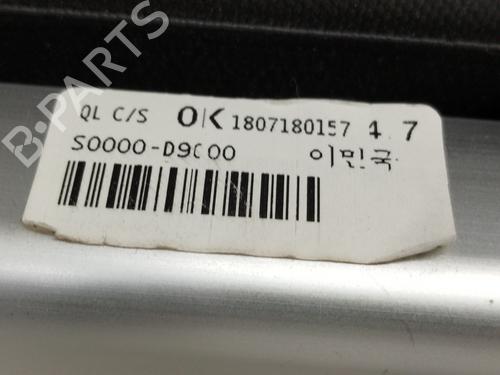 QL C/S OK 1807180157 4.7
S0000-D9C00 이민국
B-PARTS